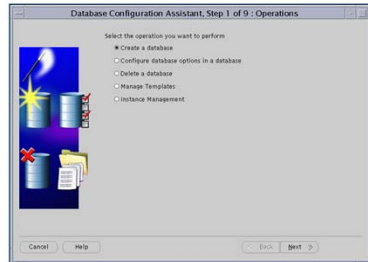 Database Configuration Assistant, Step 1 of 9 : Operations
Select the operation you want to perform
Create a database
Configure database options in a database
Delete a database
Manage Templates
Instance Management
Cancel
Help
Back
Next